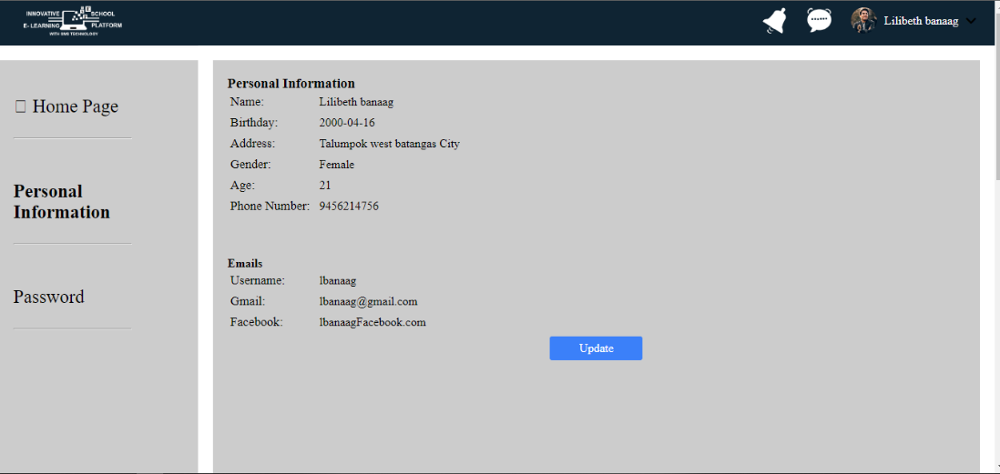 INNOVATIVE SCHOOL
E- LEARNING PLATFORM
WITH SMS TECHNOLOGY
Lilibeth banaag
Home Page
Personal
Information
Password
Personal Information
Name: Lilibeth banaag
Birthday: 2000-04-16
Address: Talumpok west batangas City
Gender: Female
Age: 21
Phone Number: 9456214756
Emails
Username: lbanaag
Gmail: lbanaag@gmail.com
Facebook: lbanaagFacebook.com
Update